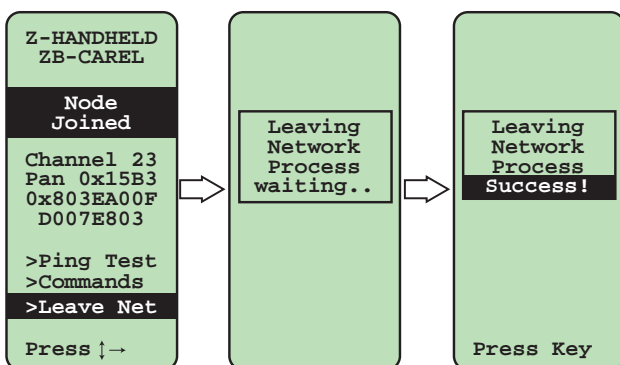 Z-HANDHELD
ZB-CAREL
Node
Joined
Channel 23
Pan 0x15B3
0x803EA00F
D007E803
>Ping Test
>Commands
>Leave Net
Press ↕→
Leaving
Network
Process
waiting..
Leaving
Network
Process
Success!
Press Key